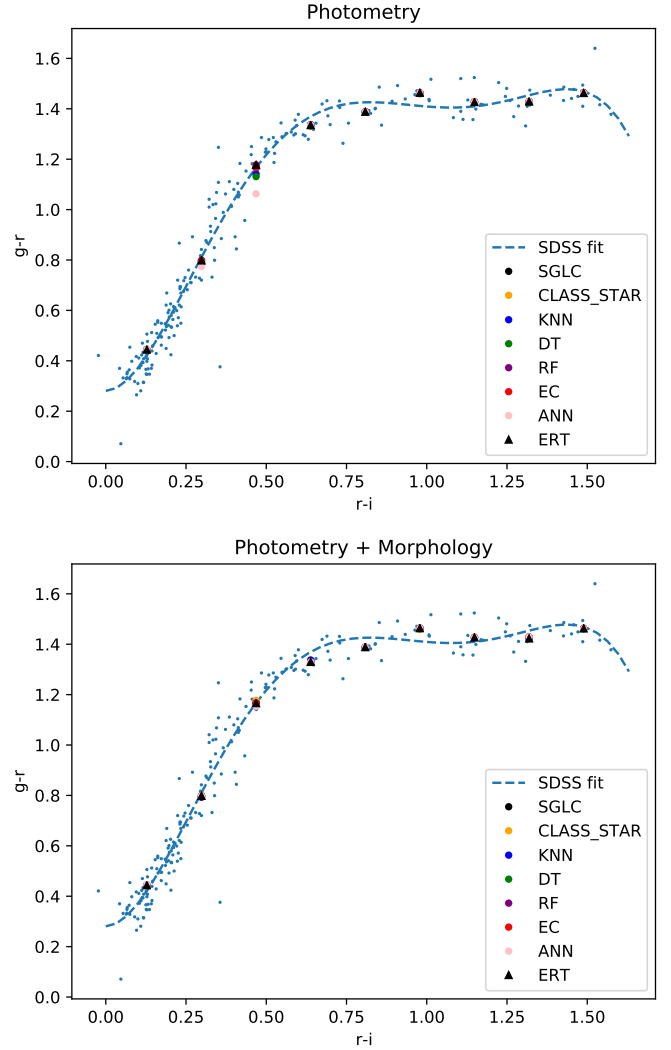 Photometry
1.6
1.4
1.2
1.0
0.8
0.6
0.4
0.2
0.0
g-r
SDSS fit
SGLC
CLASS_STAR
KNN
DT
RF
EC
ANN
ERT
0.00 0.25 0.50 0.75 1.00 1.25 1.50
r-i
Photometry + Morphology
1.6
1.4
1.2
1.0
0.8
0.6
0.4
0.2
0.0
g-r
SDSS fit
SGLC
CLASS_STAR
KNN
DT
RF
EC
ANN
ERT
0.00 0.25 0.50 0.75 1.00 1.25 1.50
r-i